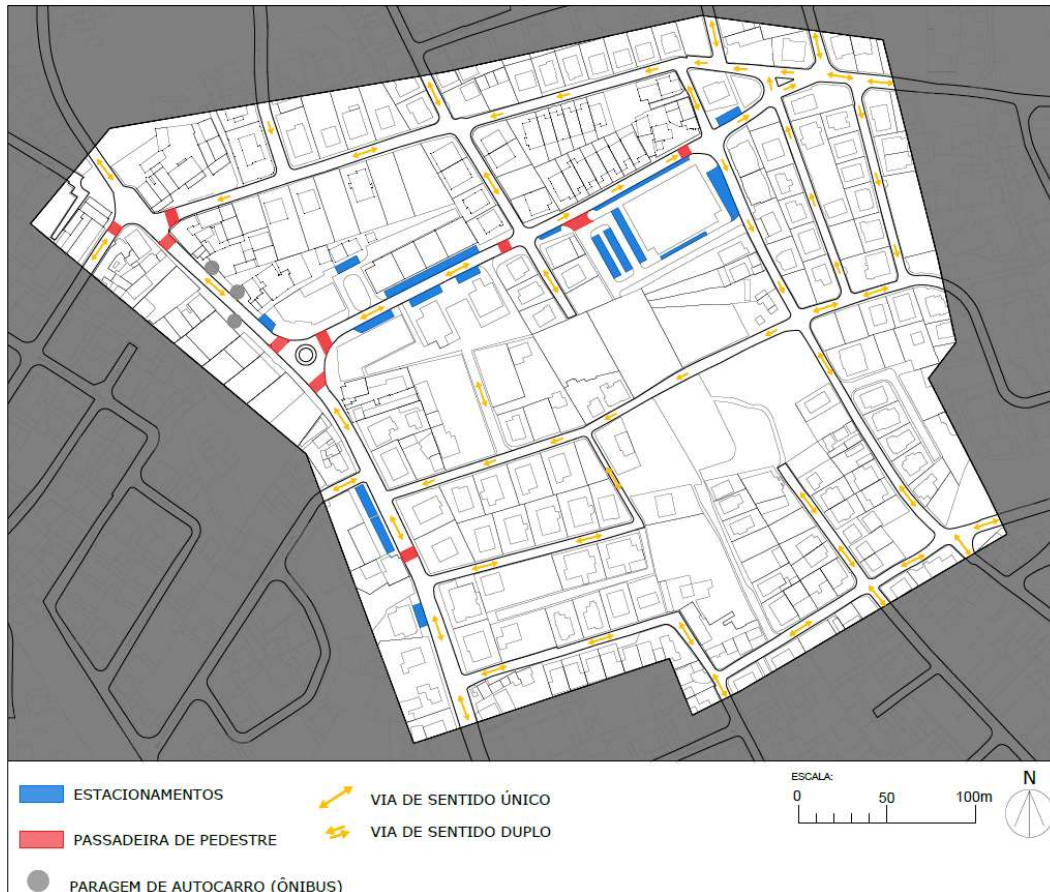 ESTACIONAMENTOS
PASSADEIRA DE PEDESTRE
PARAGEM DE AUTOCARRO (ÔNIBUS)
VIA DE SENTIDO ÚNICO
VIA DE SENTIDO DUPLO
ESCALA:
0 50 100m
N